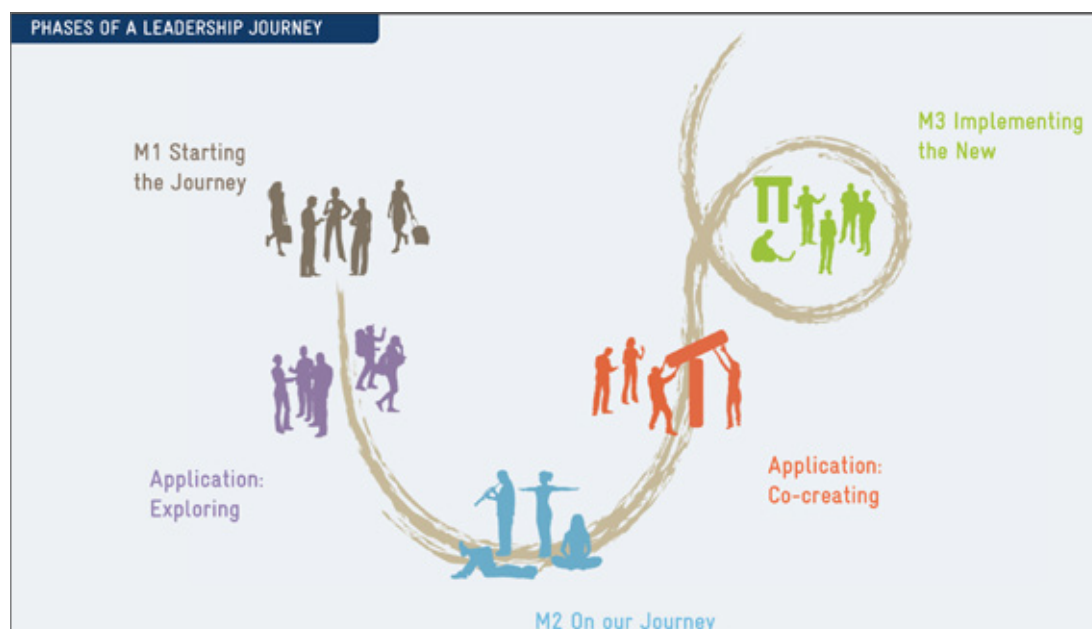 PHASES OF A LEADERSHIP JOURNEY
M1 Starting
the Journey
M3 Implementing
the New
Application:
Exploring
Application:
Co-creating
M2 On our Journey